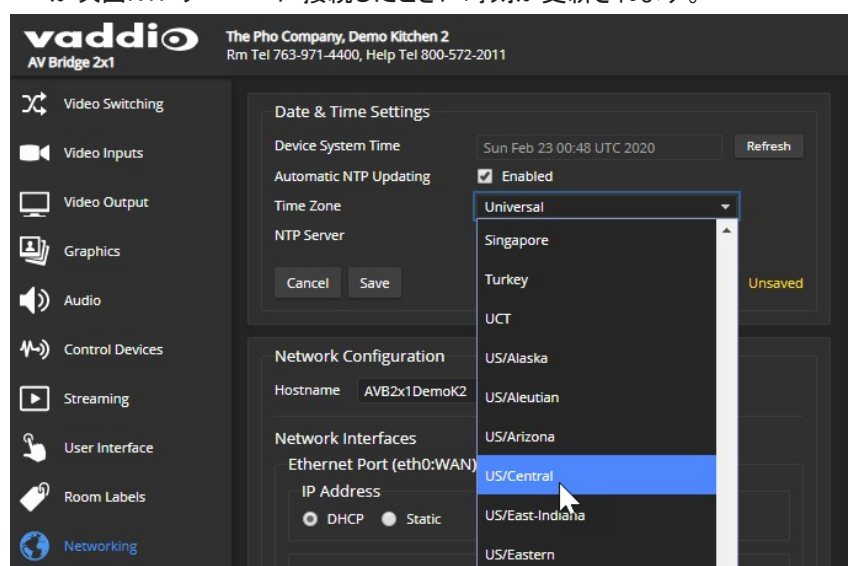 vaddio
AV Bridge 2x1
The Pho Company, Demo Kitchen 2
Rm Tel 763-971-4400, Help Tel 800-572-2011
Video Switching
Video Inputs
Video Output
Graphics
Audio
Control Devices
Streaming
User Interface
Room Labels
Networking
Date & Time Settings
Device System Time
Sun Feb 23 00:48 UTC 2020
Refresh
Automatic NTP Updating
Enabled
Time Zone
Universal
NTP Server
Singapore
Turkey
UCT
US/Alaska
US/Aleutian
US/Arizona
US/Central
US/East-Indiana
US/Eastern
Cancel
Save
Unsaved
Network Configuration
Hostname
AVB2x1DemoK2
Network Interfaces
Ethernet Port (eth0:WAN)
IP Address
DHCP
Static